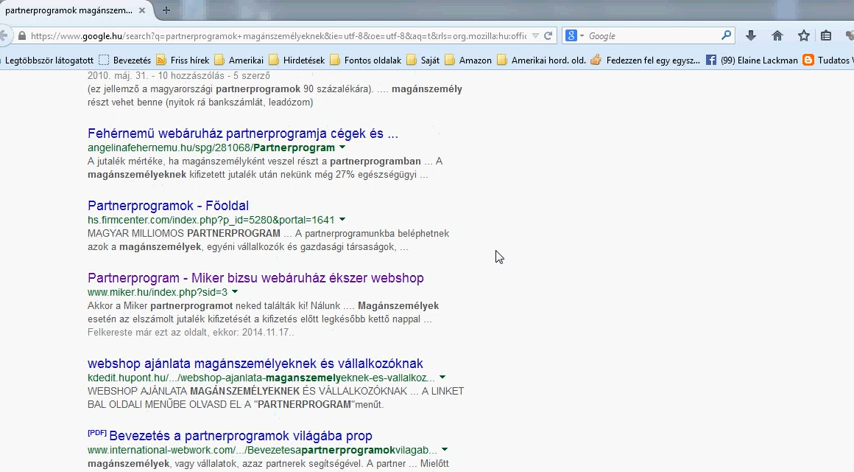 partnerprogramok magánszem...
https://www.google.hu/search?q=partnerprogramok+magánszemélyeknek&ie=utf-8&oe=utf-8&aq=t&rls=org.mozilla:hu:offic
Google
Legtöbbször látogatott Bevezetés Friss hírek Amerikai Hirdetések Fontos oldalak Saját Amazon Amerikai hord. old. Fedezzen fel egy egysz... (99) Elaine Lackman Tudatos V
2010. máj. 31. - 10 hozzászólás - 5 szerző
(ez jellemző a magyarországi partnerprogramok 90 százalékára). .... magánszemély
részt vehet benne (nyitok rá bankszámlát, leadózom)
Fehérnemű webáruház partnerprogramja cégek és ...
angelinafehernemu.hu/spg/281068/Partnerprogram
A jutalék mértéke, ha magánszemélyként veszel részt a partnerprogramban ... A
magánszemélyeknek kifizetett jutalék után nekünk még 27% egészségügyi ...
Partnerprogramok - Főoldal
hs.firmcenter.com/index.php?p_id=5280&portal=1641
MAGYAR MILLIOMOS PARTNERPROGRAM ... A partnerprogramunkba beléphetnek
azok a magánszemélyek, egyéni vállalkozók és gazdasági társaságok, ...
Partnerprogram - Miker bizsu webáruház ékszer webshop
www.miker.hu/index.php?sid=3
Akkor a Miker partnerprogramot neked találták ki! Nálunk .... Magánszemélyek
esetén az elszámolt jutalék kifizetését a kifizetés előtt legkésőbb kettő nappal ...
Felkereste már ezt az oldalt, ekkor: 2014.11.17..
webshop ajánlata magánszemélyeknek és vállalkozóknak
kdedit.hupont.hu/.../webshop-ajanlata-maganszemelyeknek-es-vallalkoz...
WEBSHOP AJÁNLATA MAGÁNSZEMÉLYEKNEK ÉS VÁLLALKOZÓKNAK ... A LINKET
BAL OLDALI MENÜBE OLVASD EL A "PARTNERPROGRAM"menüt.
[PDF] Bevezetés a partnerprogramok világába prop
www.international-webwork.com/.../Bevezetesapartnerprogramokvilagab...
magánszemélyek, vagy vállalatok, azaz partnerek segítségével. A partner ... Mielőtt